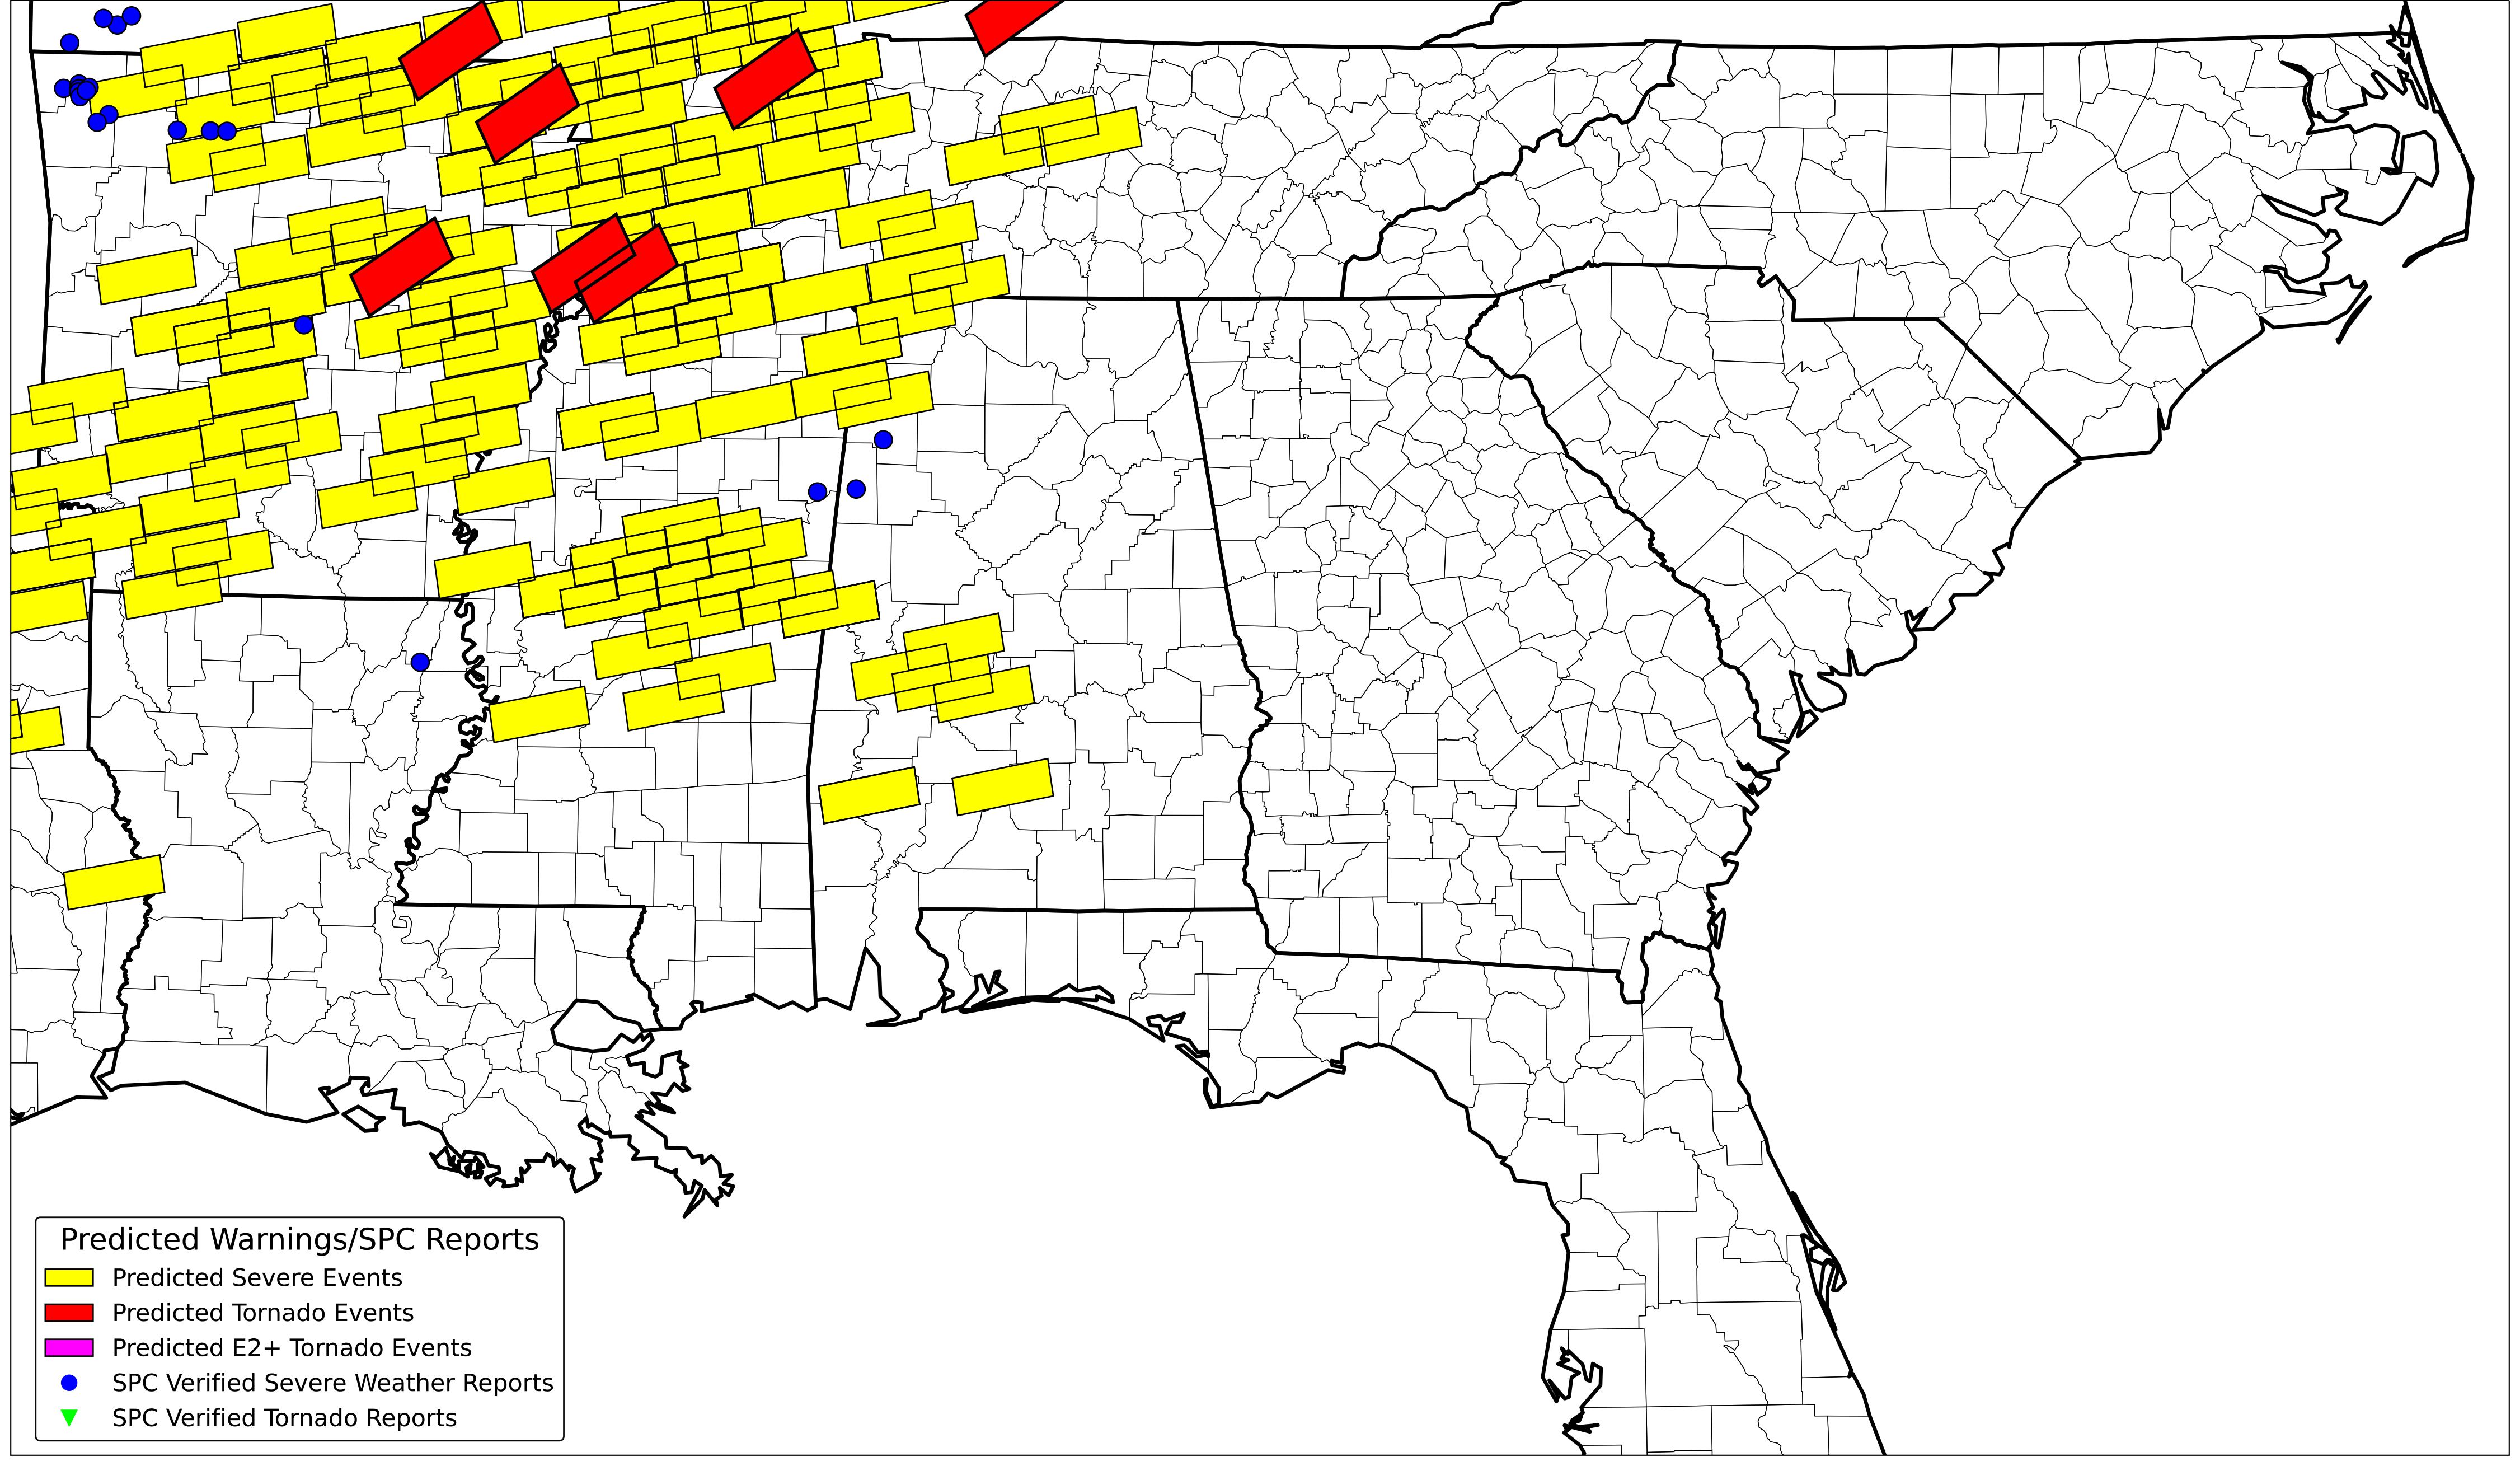 Predicted Warnings/SPC Reports
Predicted Severe Events
Predicted Tornado Events
Predicted E2+ Tornado Events
SPC Verified Severe Weather Reports
SPC Verified Tornado Reports